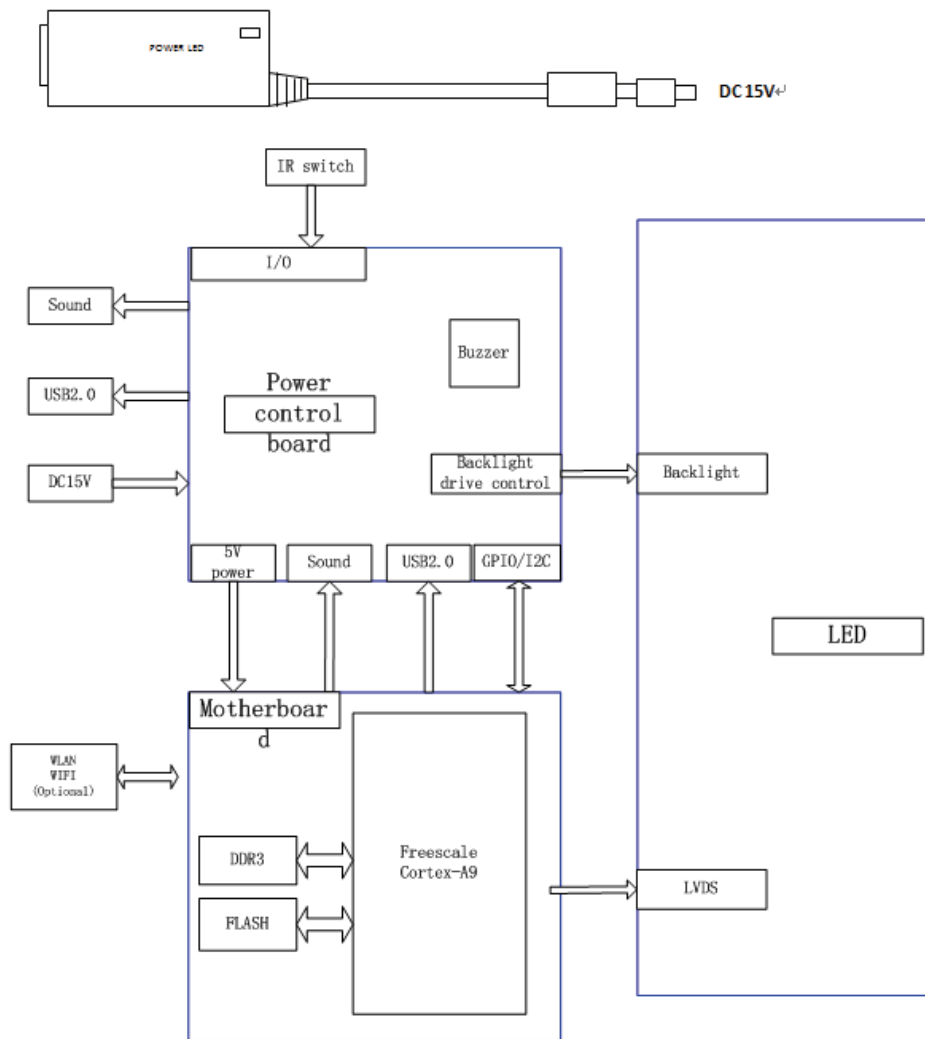 POWER LED
DC15V↵
IR switch
I/O
Sound
Buzzer
USB2.0
Power
control
board
DC15V
Backlight
drive control
Backlight
5V
power
Sound
USB2.0
GPIO/I2C
LED
Motherboar
d
WLAN
WIFI
(Optional)
DDR3
Freescale
Cortex-A9
FLASH
LVDS